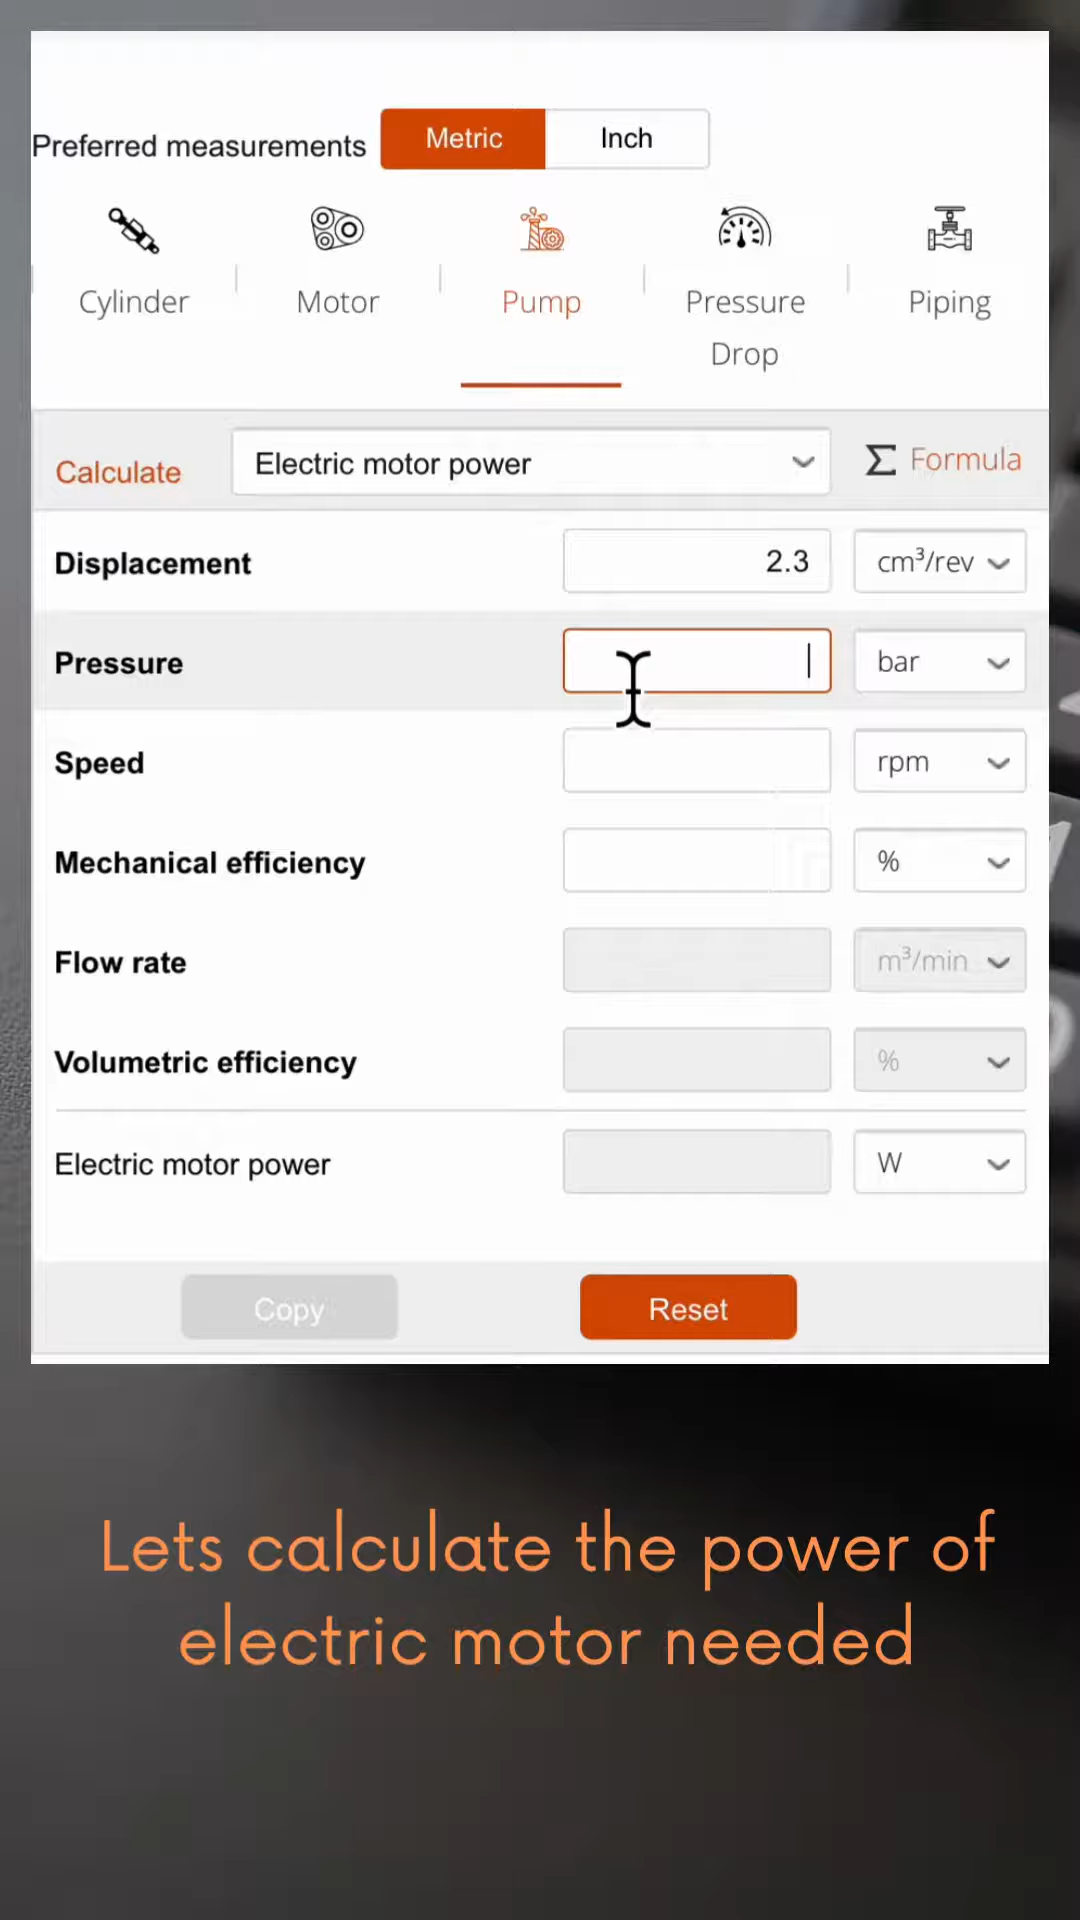 Preferred measurements Metric Inch
Cylinder Motor Pump Pressure Drop Piping
Calculate Electric motor power Σ Formula
Displacement 2.3 cm³/rev
Pressure bar
Speed rpm
Mechanical efficiency %
Flow rate m³/min
Volumetric efficiency %
Electric motor power W
Copy Reset
Lets calculate the power of
electric motor needed